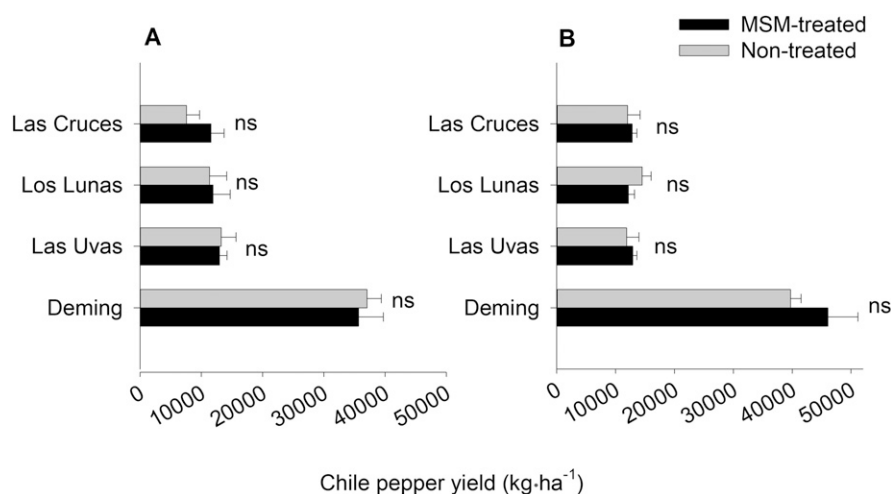 A
B
MSM-treated
Non-treated
Las Cruces
ns
Los Lunas
ns
Las Uvas
ns
Deming
ns
0
10000
20000
30000
40000
50000
Las Cruces
ns
Los Lunas
ns
Las Uvas
ns
Deming
ns
0
10000
20000
30000
40000
50000
Chile pepper yield (kg·ha⁻¹)